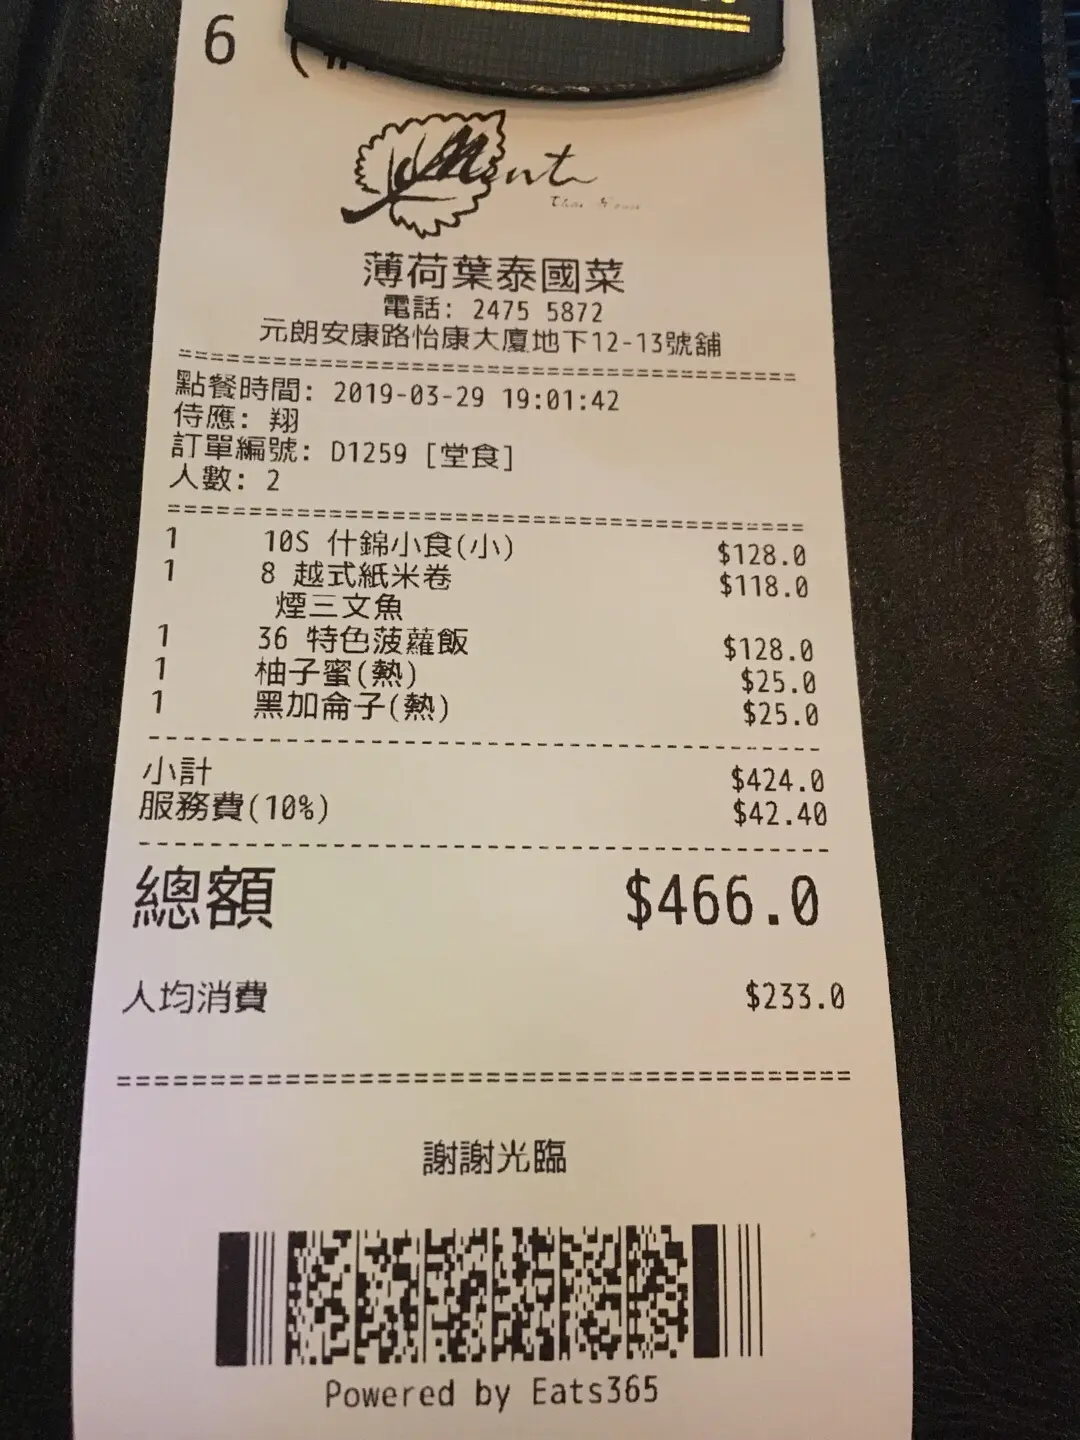 6
Mint
薄荷葉泰國菜
電話: 2475 5872
元朗安康路怡康大廈地下12-13號舖
點餐時間: 2019-03-29 19:01:42
侍應: 翔
訂單編號: D1259 [堂食]
人數: 2
1 10S 什錦小食(小) $128.0
1 8 越式紙米卷 $118.0
煙三文魚
1 36 特色菠蘿飯 $128.0
1 柚子蜜(熱) $25.0
1 黑加侖子(熱) $25.0
小計 $424.0
服務費(10%) $42.40
總額 $466.0
人均消費 $233.0
謝謝光臨
Powered by Eats365